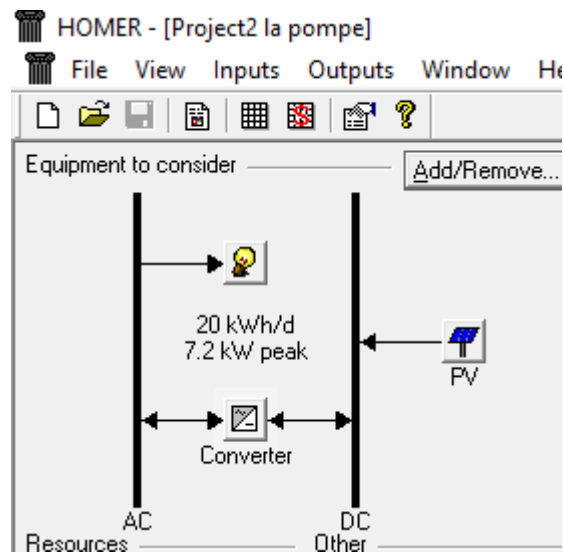 HOMER - [Project2 la pompe]
File View Inputs Outputs Window He
Equipment to consider Add/Remove...
20 kWh/d
7.2 kW peak
PV
Converter
AC DC
Resources Other